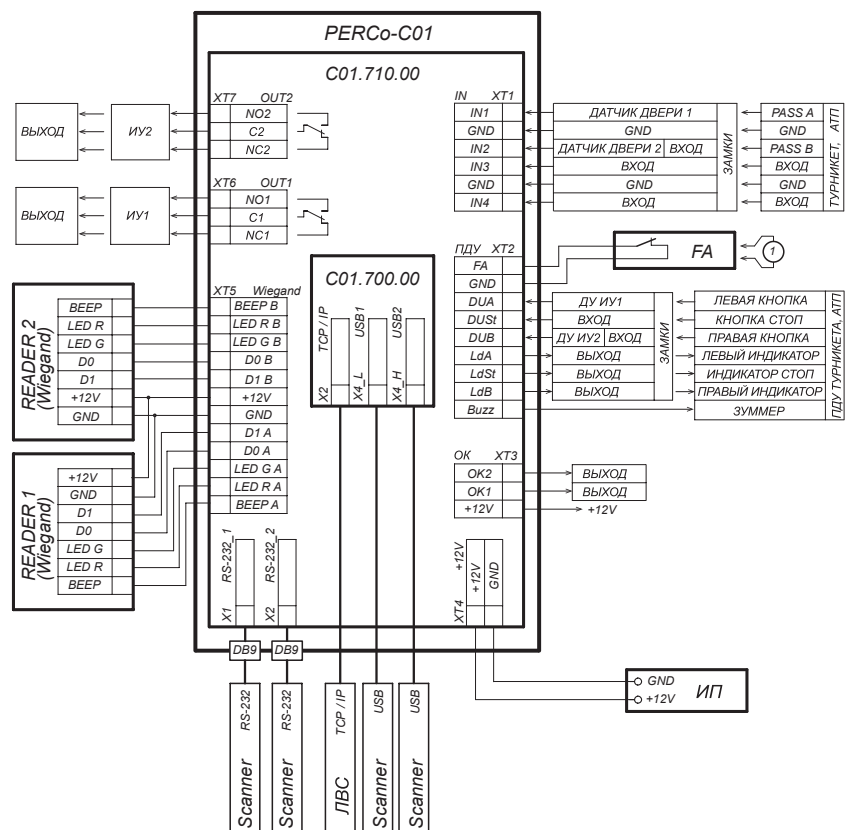 PERCo-C01
C01.710.00
XT7 OUT2
NO2
C2
NC2
ИУ2
ВЫХОД
XT6 OUT1
NO1
C1
NC1
ИУ1
ВЫХОД
XT5 Wiegand
BEEP B
LED R B
LED G B
D0 B
D1 B
+12V
GND
D1 A
D0 A
LED G A
LED R A
BEEP A
READER 2
(Wiegand)
BEEP
LED R
LED G
D0
D1
+12V
GND
READER 1
(Wiegand)
+12V
GND
D1
D0
LED G
LED R
BEEP
C01.700.00
X2 TCP / IP
X4_L USB1
X4_H USB2
IN XT1
IN1
GND
IN2
IN3
GND
IN4
ДАТЧИК ДВЕРИ 1
GND
ДАТЧИК ДВЕРИ 2 ВХОД
ВХОД
GND
ВХОД
ЗАМКИ
PASS A
GND
PASS B
ВХОД
GND
ВХОД
ТУРНИКЕТ, АТП
ПДУ XT2
FA
GND
DUA
DUSt
DUB
LdA
LdSt
LdB
Buzz
FA
1
ДУ ИУ1
ВХОД
ДУ ИУ2 ВХОД
ВЫХОД
ВЫХОД
ВЫХОД
ЗАМКИ
ЛЕВАЯ КНОПКА
КНОПКА СТОП
ПРАВАЯ КНОПКА
ЛЕВЫЙ ИНДИКАТОР
ИНДИКАТОР СТОП
ПРАВЫЙ ИНДИКАТОР
ЗУММЕР
ПДУ ТУРНИКЕТА, АТП
ОК XT3
OK2
OK1
+12V
ВЫХОД
ВЫХОД
+12V
X1 RS-232_1
X2 RS-232_2
XT4 +12V
+12V
GND
DB9
DB9
GND
+12V
ИП
Scanner RS-232
Scanner RS-232
ЛВС TCP / IP
Scanner USB
Scanner USB